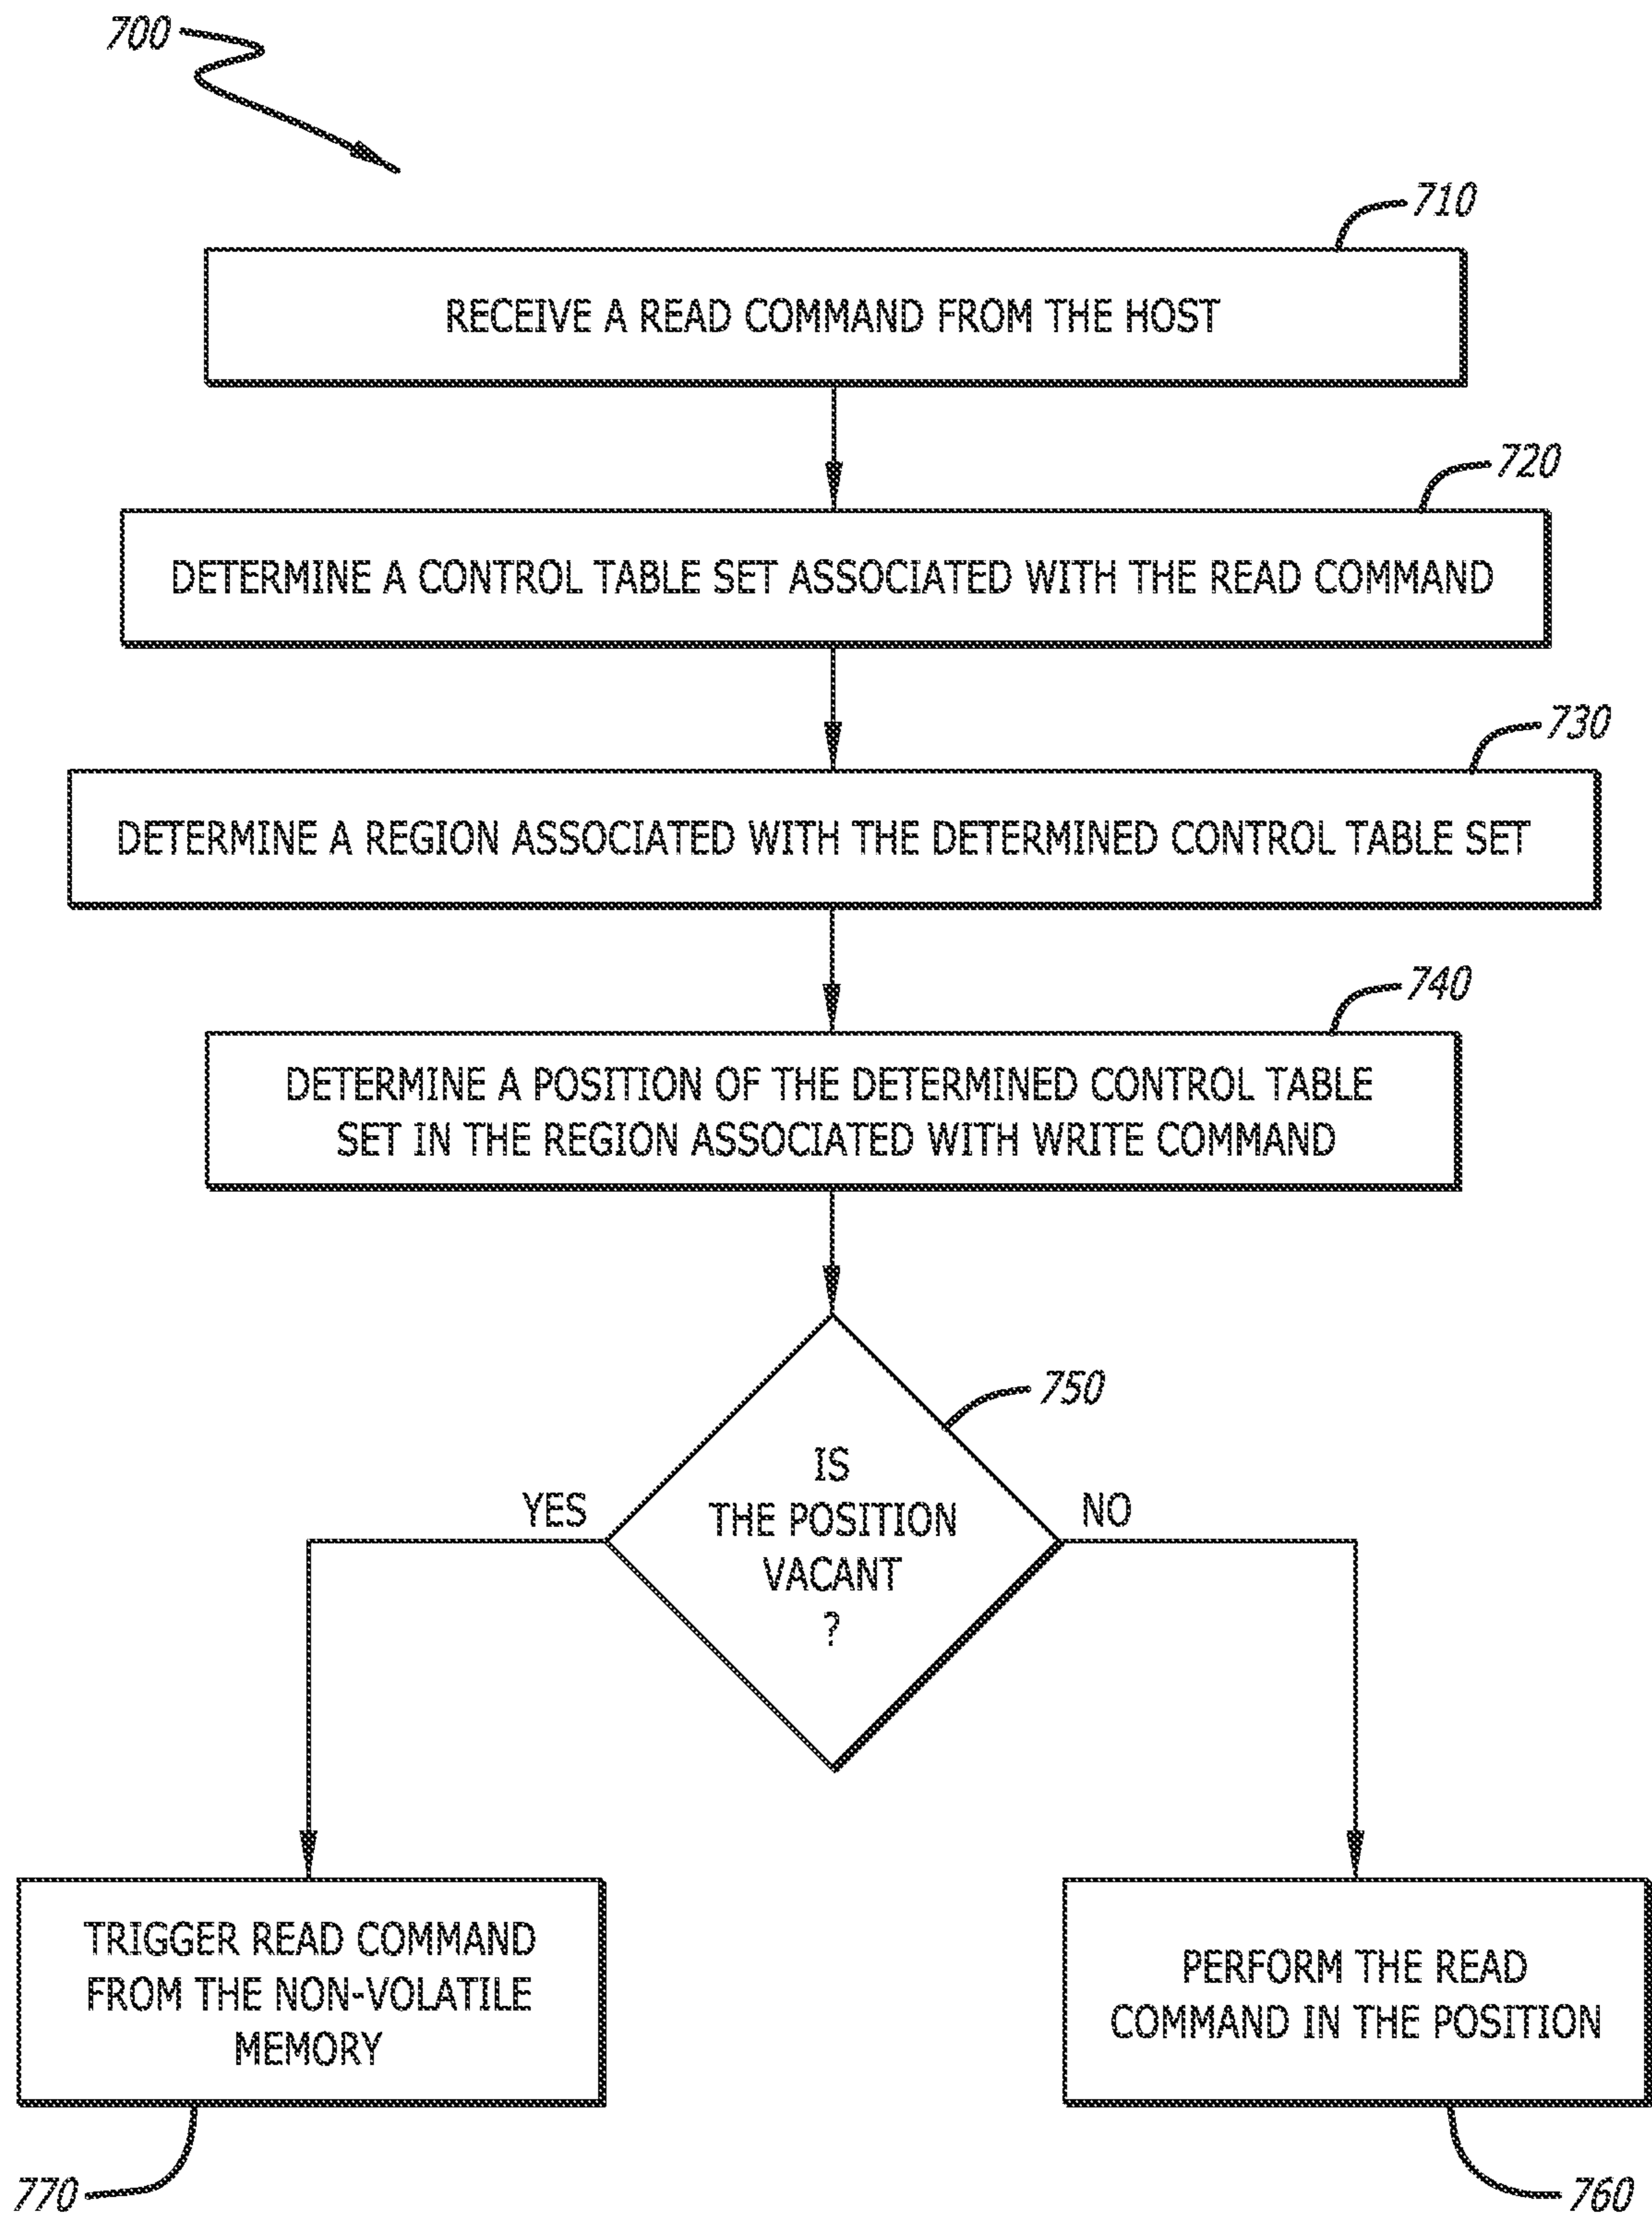 700
710
RECEIVE A READ COMMAND FROM THE HOST
720
DETERMINE A CONTROL TABLE SET ASSOCIATED WITH THE READ COMMAND
730
DETERMINE A REGION ASSOCIATED WITH THE DETERMINED CONTROL TABLE SET
740
DETERMINE A POSITION OF THE DETERMINED CONTROL TABLE
SET IN THE REGION ASSOCIATED WITH WRITE COMMAND
750
IS
THE POSITION
VACANT
?
YES
NO
TRIGGER READ COMMAND
FROM THE NON-VOLATILE
MEMORY
770
PERFORM THE READ
COMMAND IN THE POSITION
760